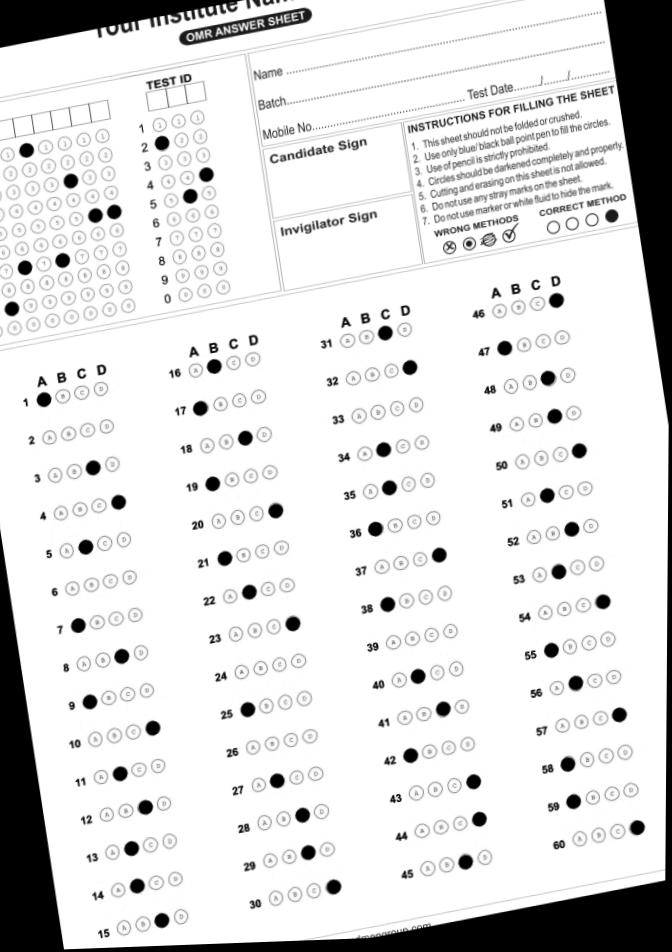 Your Institute Nam
OMR ANSWER SHEET
TEST ID
1
2
3
4
5
6
7
8
9
0
Name
Batch
Mobile No. Test Date / /
Candidate Sign
Invigilator Sign
INSTRUCTIONS FOR FILLING THE SHEET
1. This sheet should not be folded or crushed.
2. Use only blue/ black ball point pen to fill the circles.
3. Use of pencil is strictly prohibited.
4. Circles should be darkened completely and properly.
5. Cutting and erasing on this sheet is not allowed.
6. Do not use any stray marks on the sheet.
7. Do not use marker or white fluid to hide the mark.
WRONG METHODS CORRECT METHOD
A B C D
1 B C D
2 A B C D
3 A B D
4 A B C
5 A C D
6 A B C D
7 B C D
8 A B D
9 B C D
10 A B C
11 A C D
12 A B D
13 A C D
14 A C D
15 A B D
A B C D
16 A C D
17 B C D
18 A B D
19 B C D
20 A B C
21 B C D
22 A C D
23 A B C
24 A B C D
25 B C D
26 A B C D
27 A C D
28 A B D
29 A B D
30 A B C
A B C D
31 A B D
32 A B C
33 A B C D
34 A C D
35 A C D
36 B C D
37 A B C
38 B C D
39 A B C D
40 A C D
41 A B D
42 B C D
43 A B C
44 A B C
45 A B D
A B C D
46 A B C
47 B C D
48 A B D
49 A B D
50 A B C
51 A C D
52 A B D
53 A C D
54 A B C
55 B C D
56 A C D
57 A B C
58 B C D
59 B C D
60 A B C